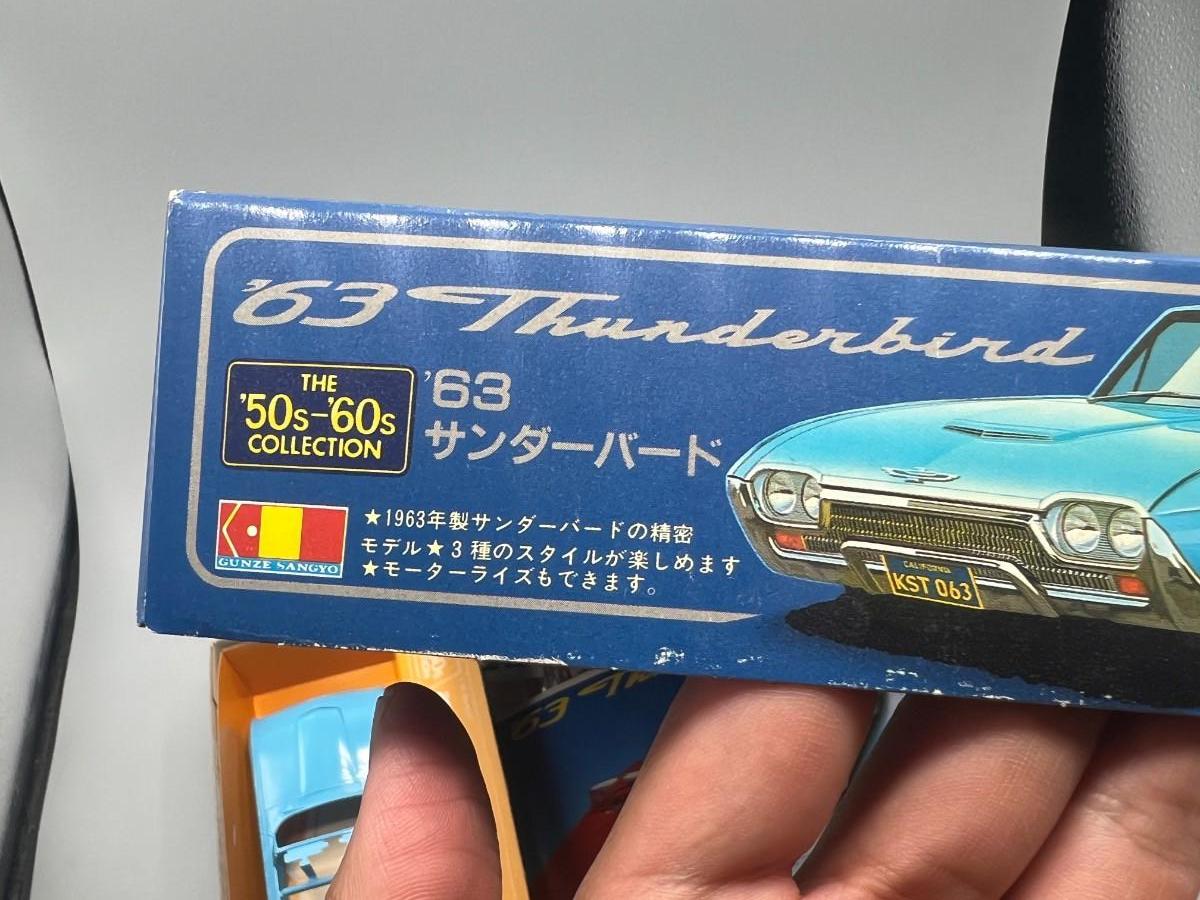 '63 Thunderbird
THE
'50s-'60s
COLLECTION
'63
サンダーバード
GUNZE SANGYO
★1963年製サンダーバードの精密
モデル★3種のスタイルが楽しめます
★モーターライズもできます。
CALIFORNIA
KST 063
63 Thu